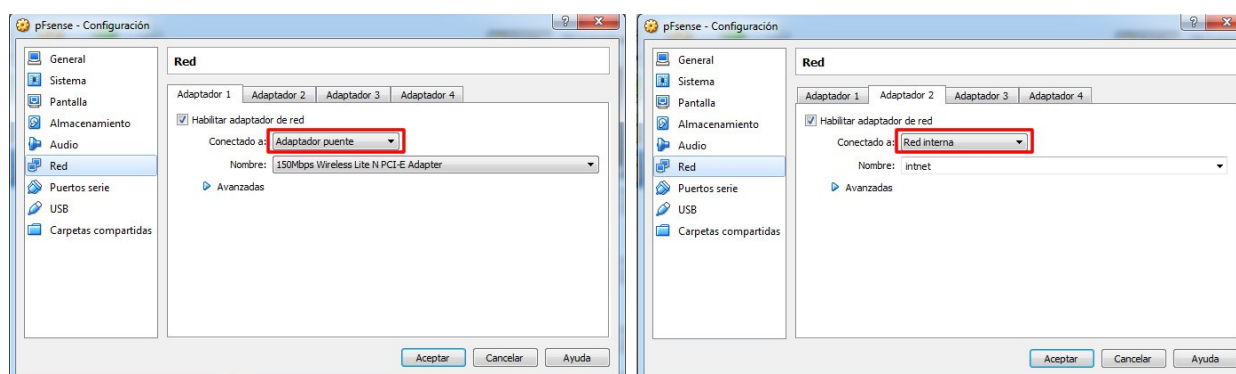 pFsense - Configuración
General
Sistema
Pantalla
Almacenamiento
Audio
Red
Puertos serie
USB
Carpetas compartidas
Red
Adaptador 1 Adaptador 2 Adaptador 3 Adaptador 4
Habilitar adaptador de red
Conectado a: Adaptador puente
Nombre: 150Mbps Wireless Lite N PCI-E Adapter
Avanzadas
Aceptar Cancelar Ayuda
pFsense - Configuración
General
Sistema
Pantalla
Almacenamiento
Audio
Red
Puertos serie
USB
Carpetas compartidas
Red
Adaptador 1 Adaptador 2 Adaptador 3 Adaptador 4
Habilitar adaptador de red
Conectado a: Red interna
Nombre: intnet
Avanzadas
Aceptar Cancelar Ayuda